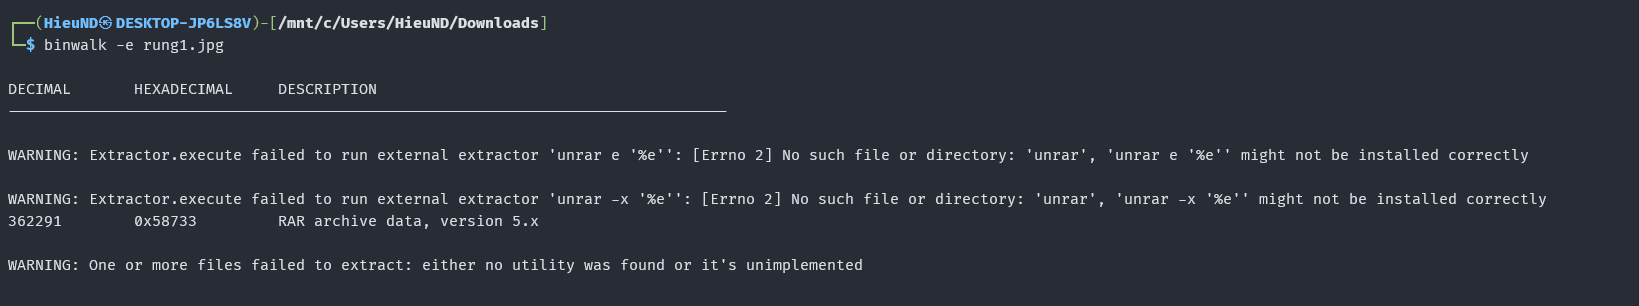 ┌──(HieuND㉿DESKTOP-JP6LS8V)-[/mnt/c/Users/HieuND/Downloads]
└─$ binwalk -e rung1.jpg
DECIMAL       HEXADECIMAL     DESCRIPTION
--------------------------------------------------------------------------------
WARNING: Extractor.execute failed to run external extractor 'unrar e '%e'': [Errno 2] No such file or directory: 'unrar', 'unrar e '%e'' might not be installed correctly
WARNING: Extractor.execute failed to run external extractor 'unrar -x '%e'': [Errno 2] No such file or directory: 'unrar', 'unrar -x '%e'' might not be installed correctly
362291        0x58733         RAR archive data, version 5.x
WARNING: One or more files failed to extract: either no utility was found or it's unimplemented